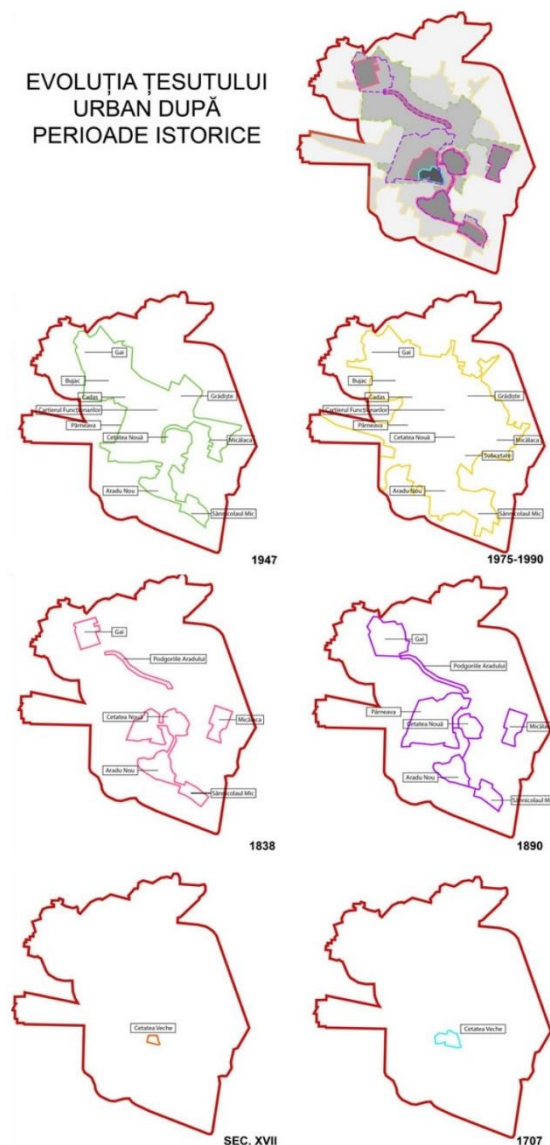 EVOLUȚIA ȚESUTULUI
URBAN DUPĂ
PERIOADE ISTORICE
Gai
Bujac
Cadaș
Grădiște
Cartierul Funcționarilor
Pârneava
Cetatea Nouă
Micălaca
Aradu Nou
Sânnicolaul Mic
1947
Gai
Bujac
Cadaș
Grădiște
Cartierul Funcționarilor
Pârneava
Cetatea Nouă
Micălaca
Subcetate
Aradu Nou
Sânnicolaul Mic
1975-1990
Gai
Podgoriile Aradului
Cetatea Nouă
Micălaca
Aradu Nou
Sânnicolaul Mic
1838
Gai
Podgoriile Aradului
Pârneava
Cetatea Nouă
Micăla
Aradu Nou
Sânnicolaul M
1890
Cetatea Veche
SEC. XVII
Cetatea Veche
1707